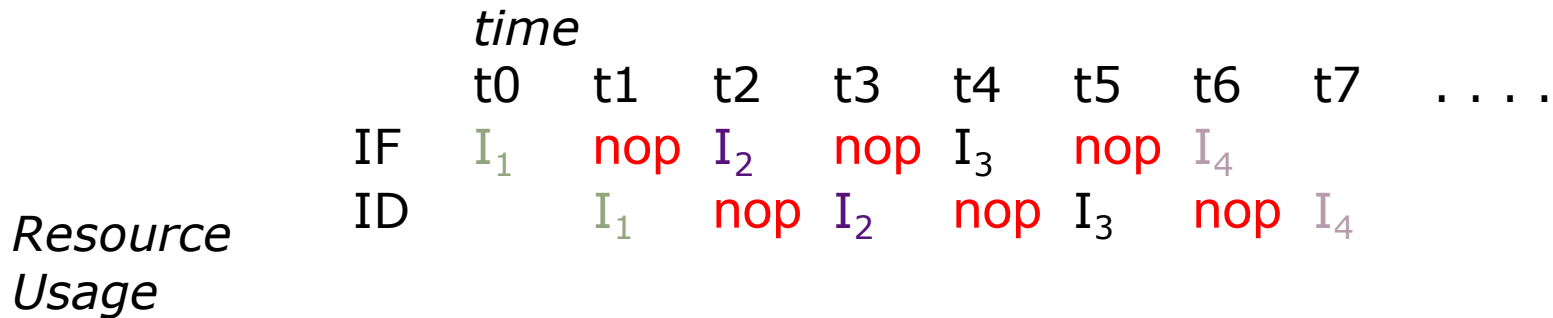 time
t0 t1 t2 t3 t4 t5 t6 t7 . . . .
IF I₁ nop I₂ nop I₃ nop I₄
ID I₁ nop I₂ nop I₃ nop I₄
Resource
Usage